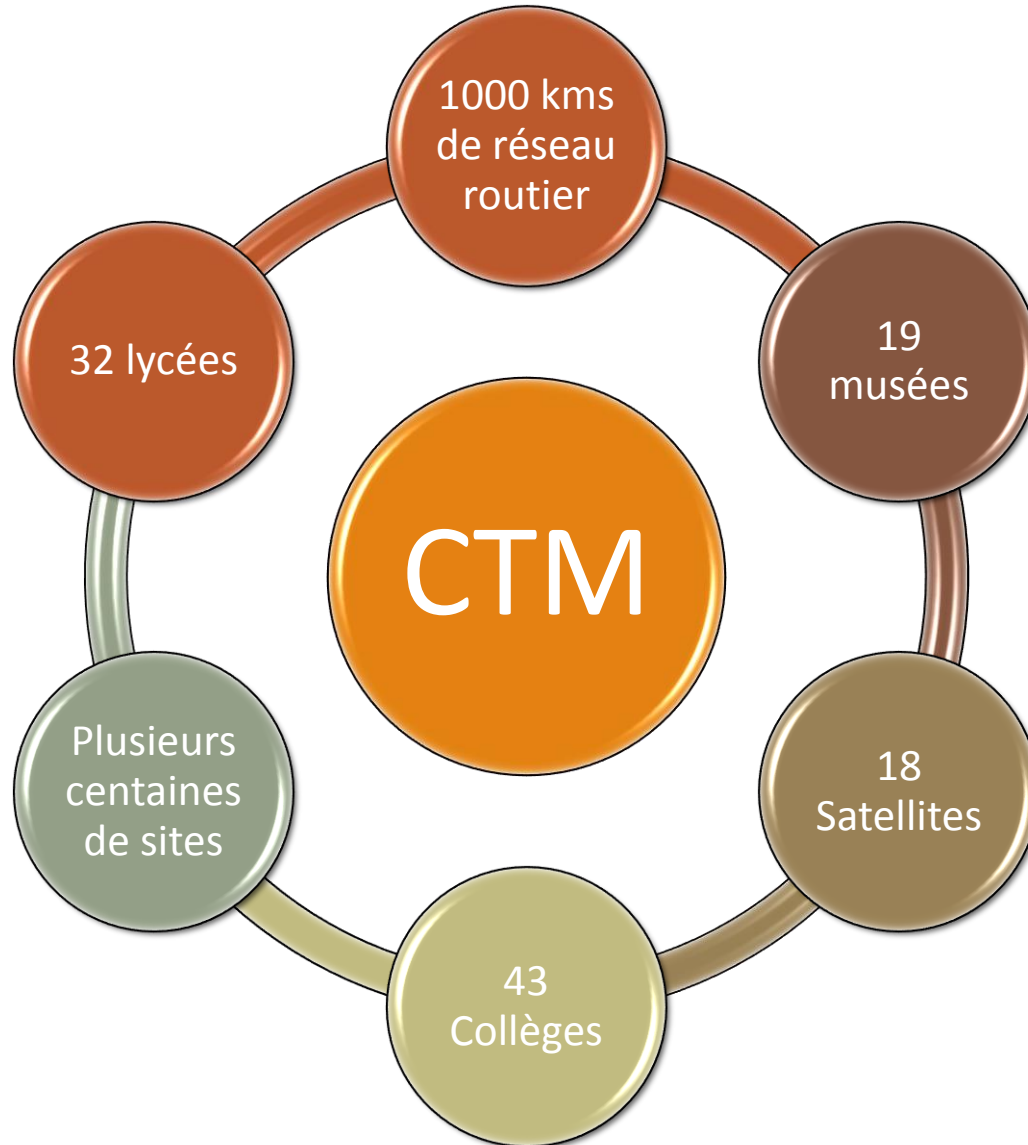 1000 kms
de réseau
routier
19
musées
18
Satellites
43
Collèges
Plusieurs
centaines
de sites
32 lycées
CTM